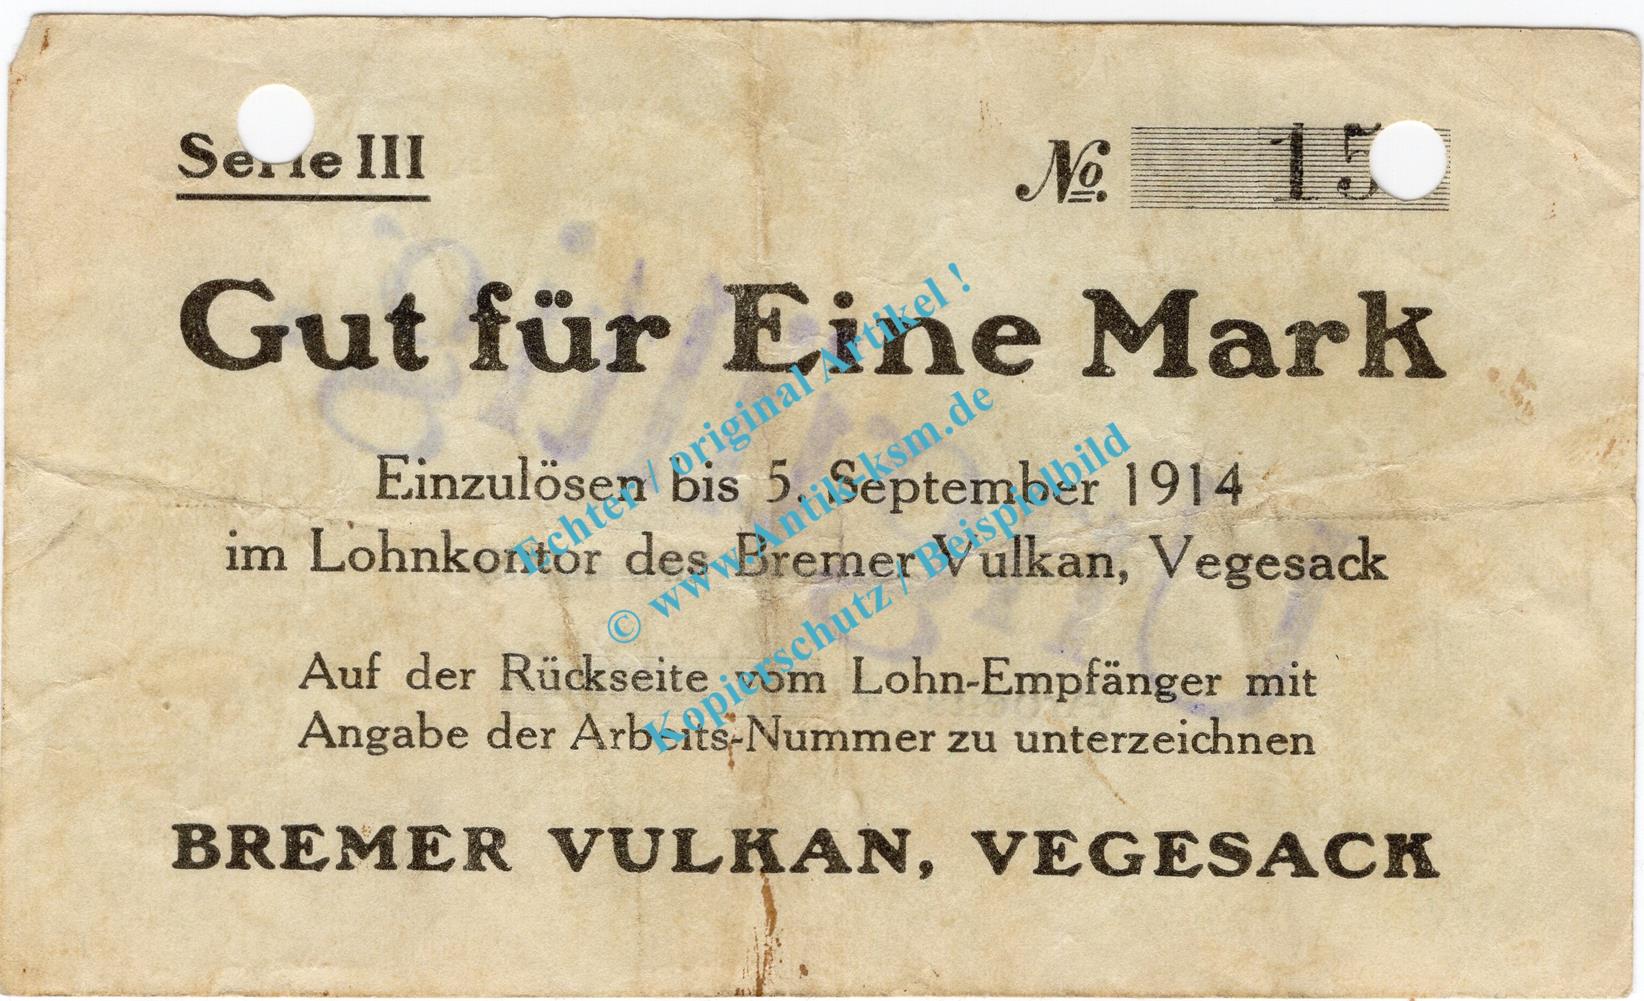 Serie III
No. 15
Gut für Eine Mark
Einzulösen bis 5. September 1914
im Lohnkontor des Bremer Vulkan, Vegesack
Auf der Rückseite vom Lohn-Empfänger mit
Angabe der Arbeits-Nummer zu unterzeichnen
BREMER VULKAN, VEGESACK
Echter / original Artikel !
© www.Antik-ksm.de
Kopierschutz / Beispielbild